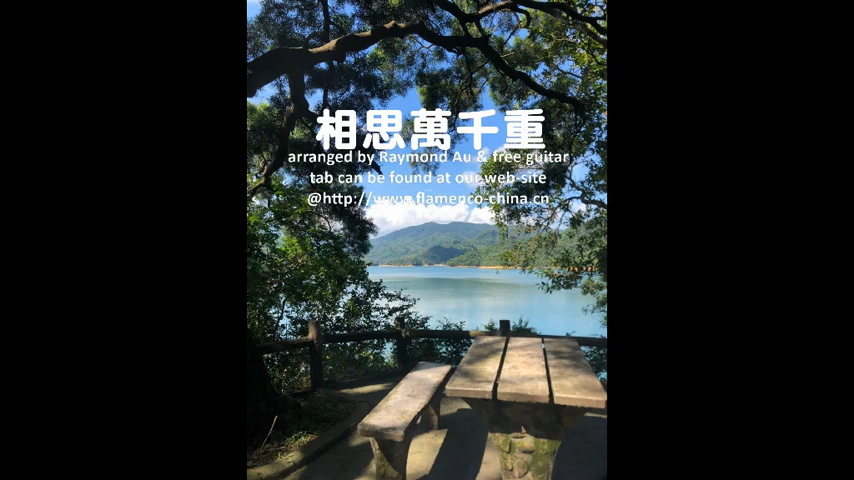 相思萬千重
arranged by Raymond Au & free guitar
tab can be found at our web-site
@http://www.flamenco-china.cn